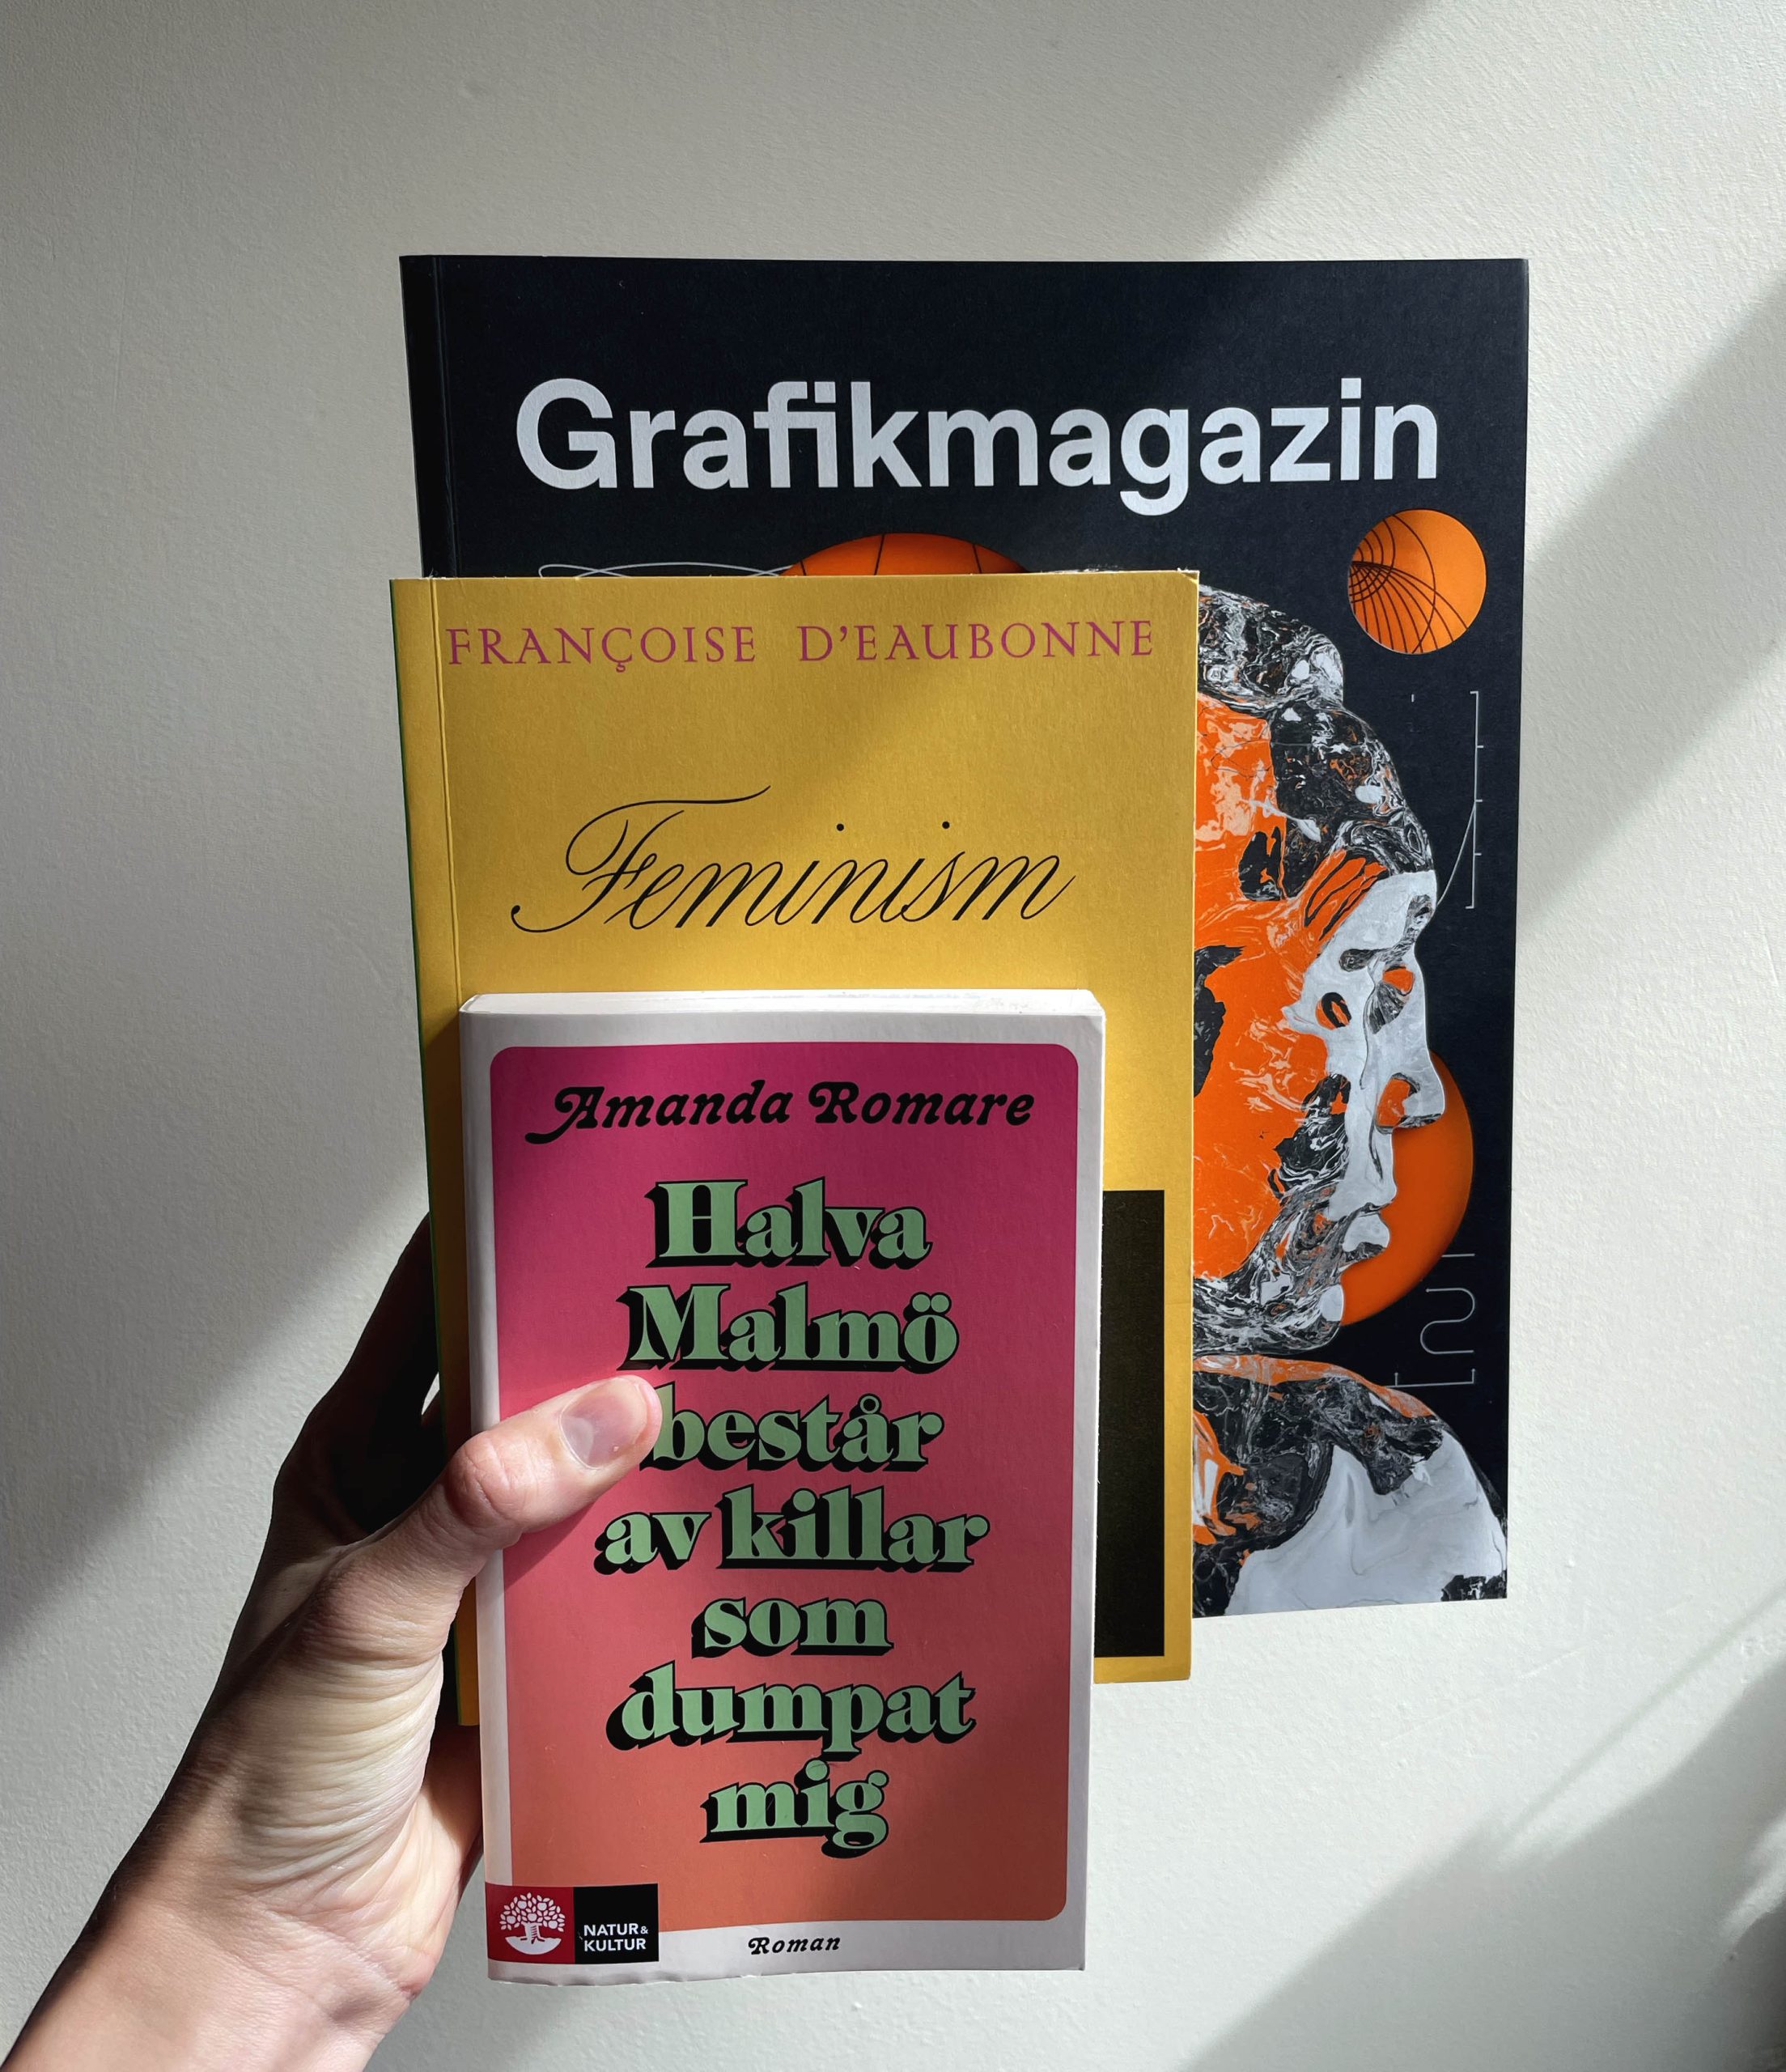 Grafikmagazin
FRANÇOISE D’EAUBONNE
Feminism
Amanda Romare
Halva
Malmö
består
av killar
som
dumpat
mig
NATUR&
KULTUR
Roman